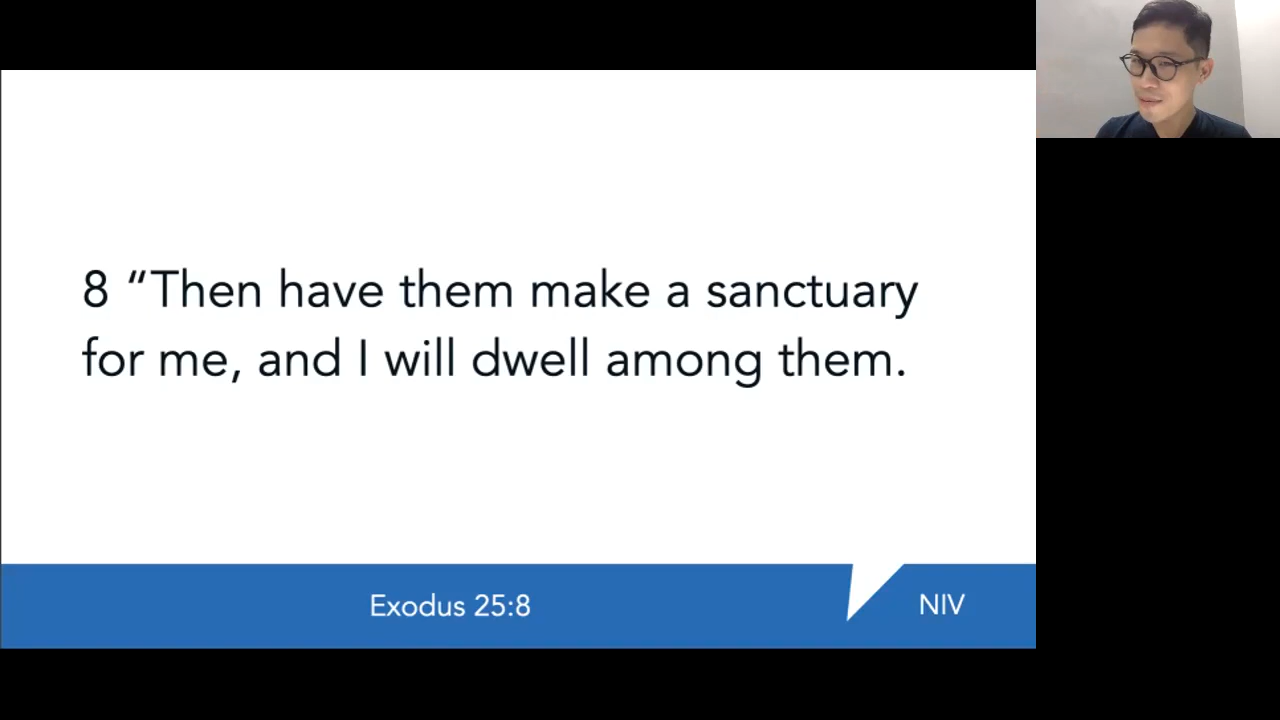 8 “Then have them make a sanctuary
for me, and I will dwell among them.
Exodus 25:8
NIV